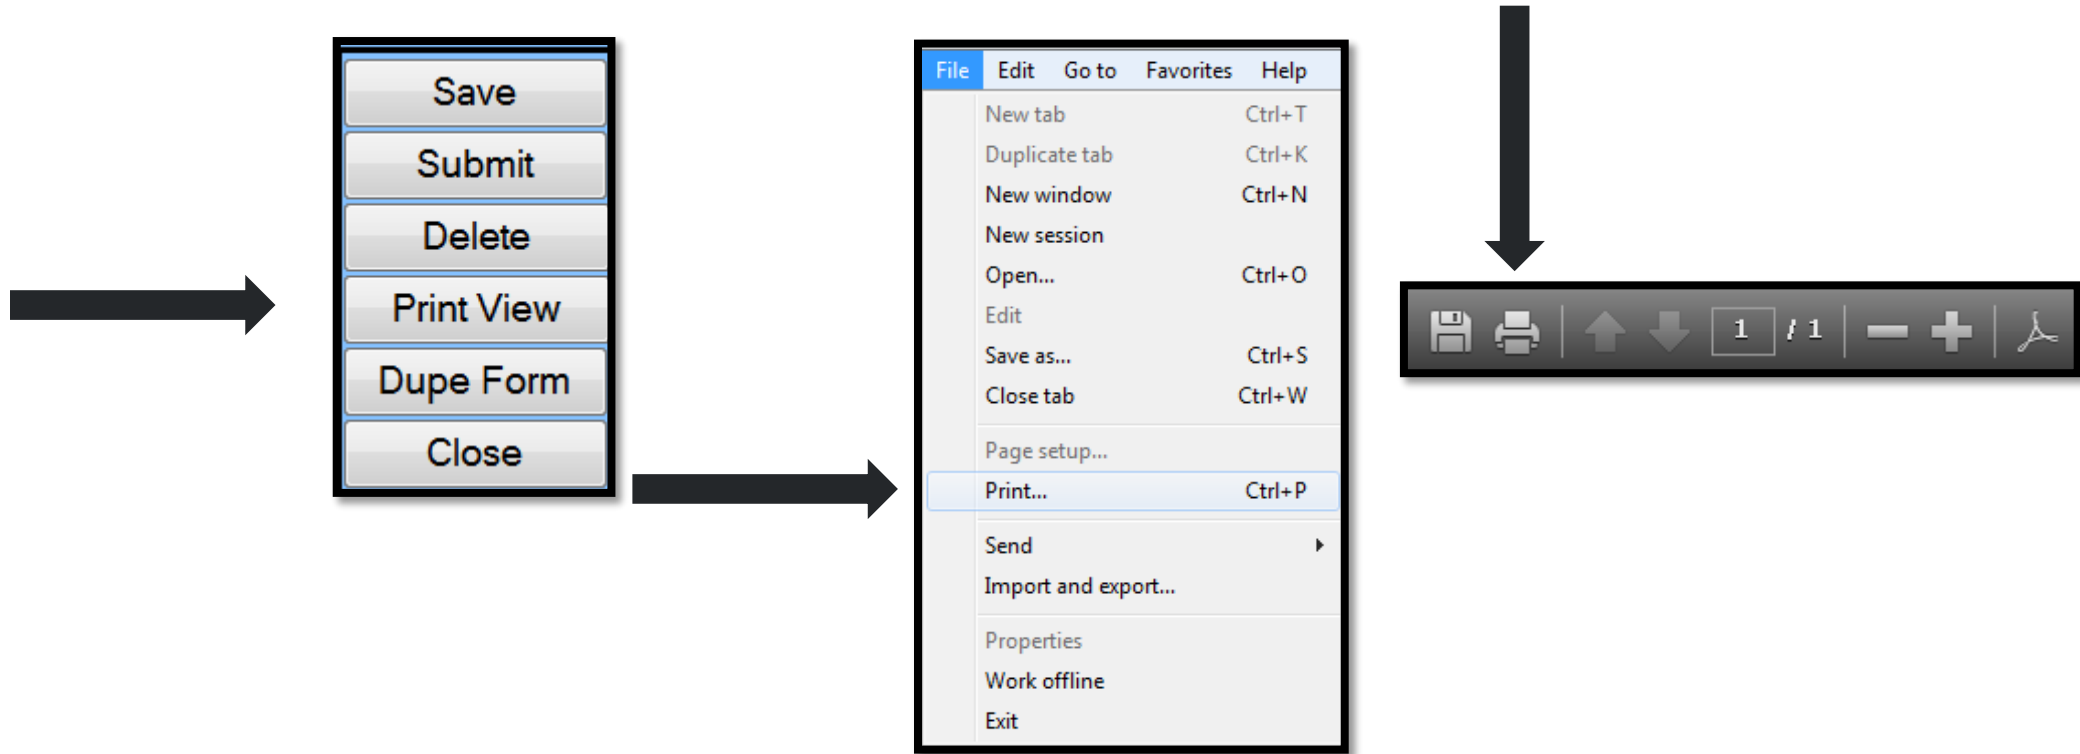 Save
Submit
Delete
Print View
Dupe Form
Close
File Edit Go to Favorites Help
New tab Ctrl+T
Duplicate tab Ctrl+K
New window Ctrl+N
New session
Open... Ctrl+O
Edit
Save as... Ctrl+S
Close tab Ctrl+W
Page setup...
Print... Ctrl+P
Send
Import and export...
Properties
Work offline
Exit
1 / 1